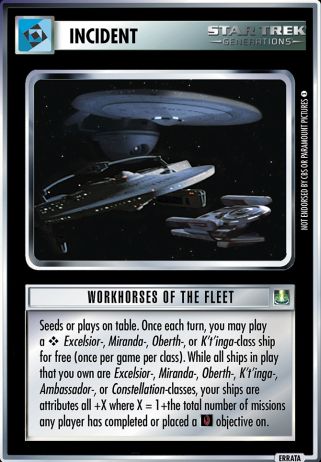 INCIDENT
STAR TREK
GENERATIONS
NOT ENDORSED BY CBS OR PARAMOUNT PICTURES
WORKHORSES OF THE FLEET
Seeds or plays on table. Once each turn, you may play
a ❖ Excelsior-, Miranda-, Oberth-, or K't'inga-class ship
for free (once per game per class). While all ships in play
that you own are Excelsior-, Miranda-, Oberth-, K't'inga-,
Ambassador-, or Constellation-classes, your ships are
attributes all +X where X = 1+the total number of missions
any player has completed or placed a objective on.
ERRATA